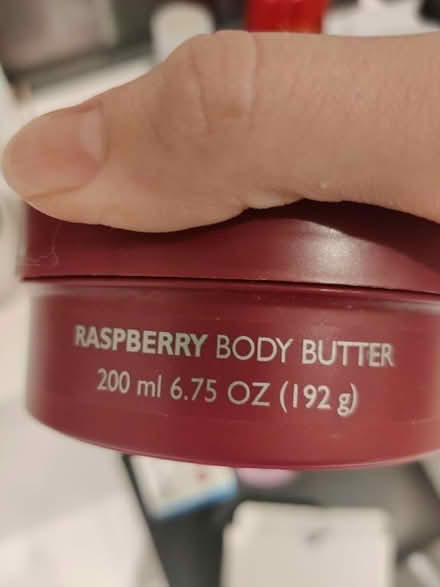 RASPBERRY BODY BUTTER
200 ml 6.75 OZ (192 g)